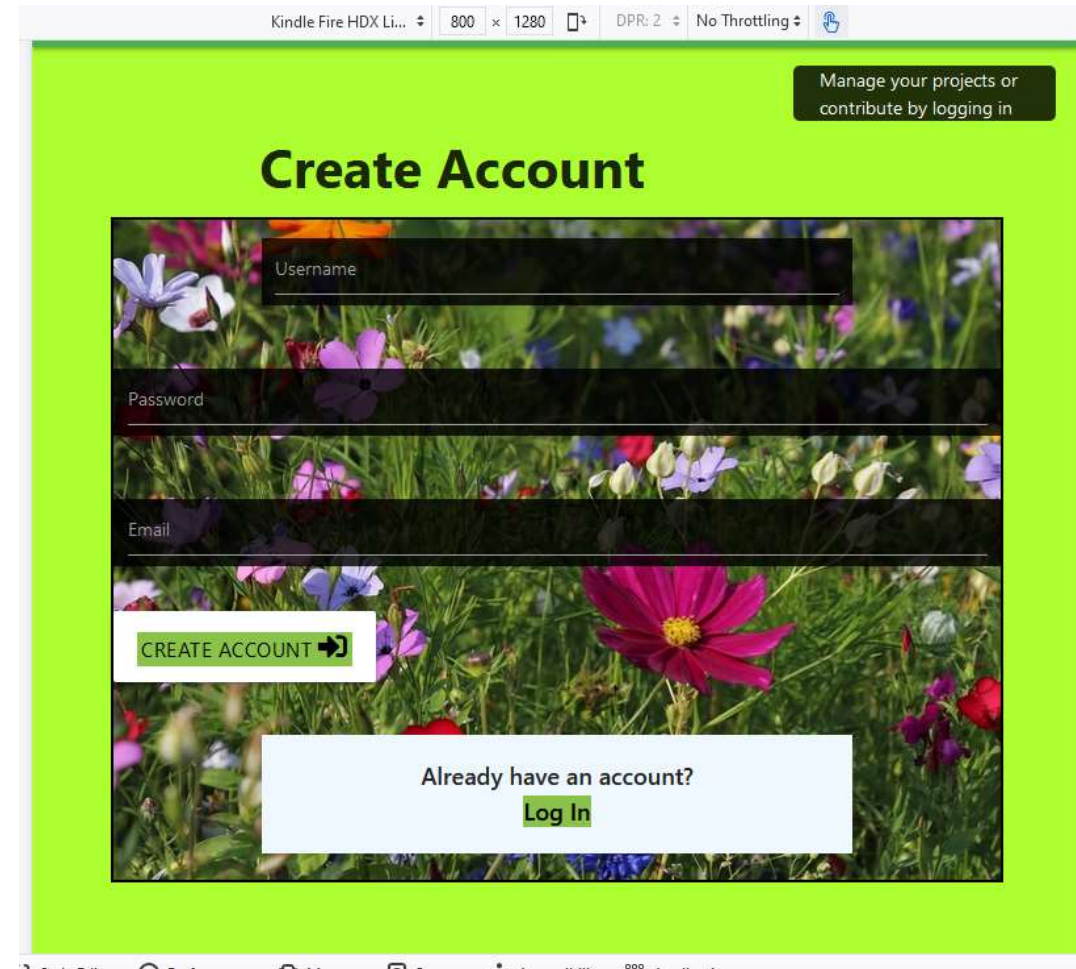 Kindle Fire HDX Li... 800 × 1280 DPR: 2 No Throttling
Manage your projects or
contribute by logging in
Create Account
Username
Password
Email
CREATE ACCOUNT
Already have an account?
Log In